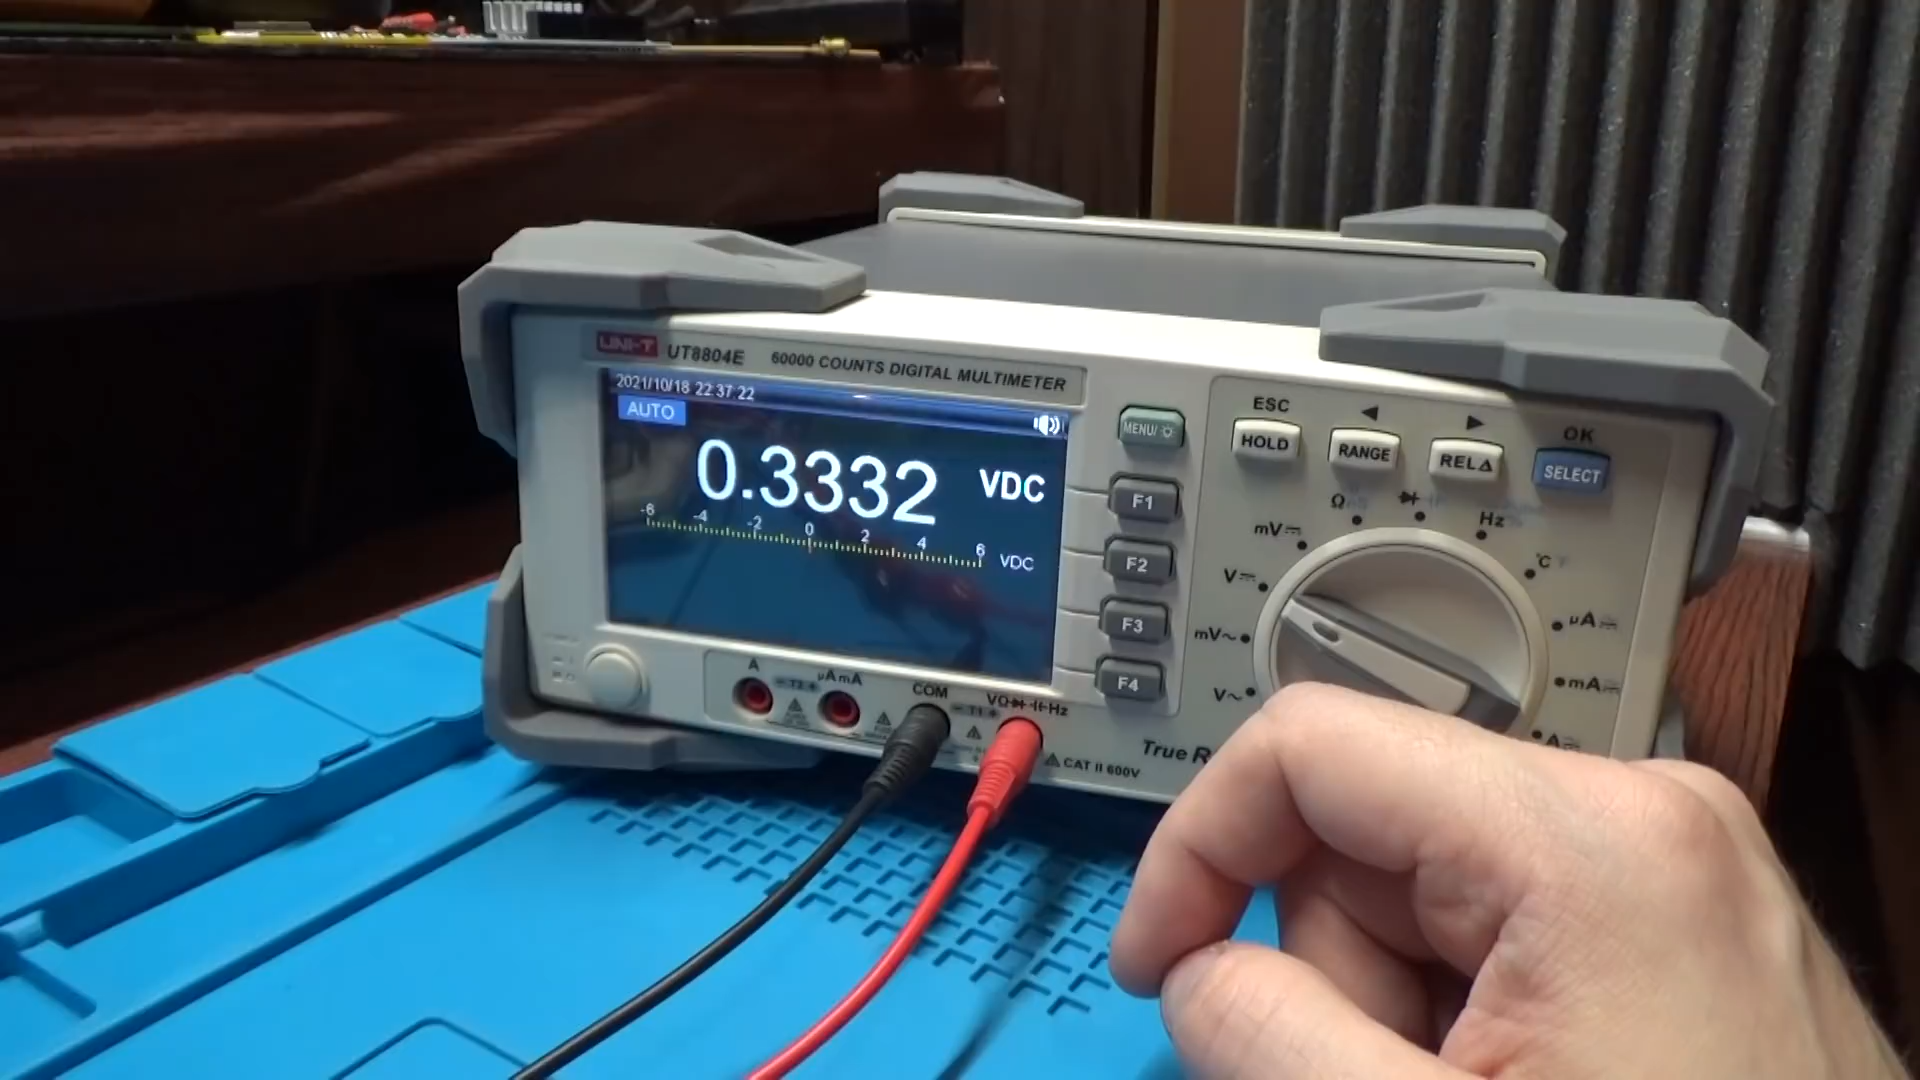 UNI-T UT8804E 60000 COUNTS DIGITAL MULTIMETER
2021/10/18 22:37:22
AUTO
0.3332 VDC
-6 -4 -2 0 2 4 6 VDC
MENU/
F1
F2
F3
F4
ESC
HOLD
◀
RANGE
▶
REL△
OK
SELECT
Ω
Hz
mV
°C
V
µA
mV~
mA
V~
A
A
T2
µA mA
COM
T1
VΩ Hz
True R
CAT II 600V